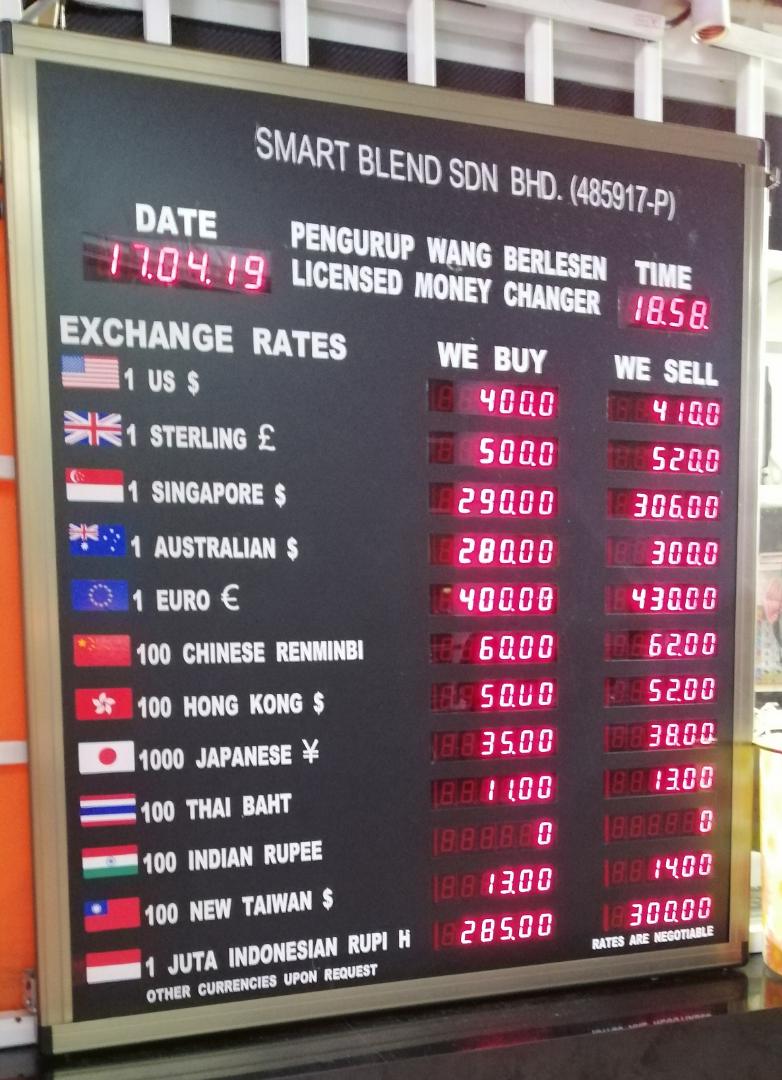 SMART BLEND SDN BHD. (485917-P)
DATE
17.04.19
PENGURUP WANG BERLESEN
LICENSED MONEY CHANGER
TIME
18.58.
EXCHANGE RATES WE BUY WE SELL
1 US $ 400.0 410.0
1 STERLING £ 500.0 520.0
1 SINGAPORE $ 290.00 306.00
1 AUSTRALIAN $ 280.00 300.0
1 EURO € 400.00 430.00
100 CHINESE RENMINBI 60.00 62.00
100 HONG KONG $ 50.00 52.00
1000 JAPANESE ¥ 35.00 38.00
100 THAI BAHT 11.00 13.00
100 INDIAN RUPEE 0 0
100 NEW TAIWAN $ 13.00 14.00
1 JUTA INDONESIAN RUPI H 285.00 300.00
OTHER CURRENCIES UPON REQUEST
RATES ARE NEGOTIABLE